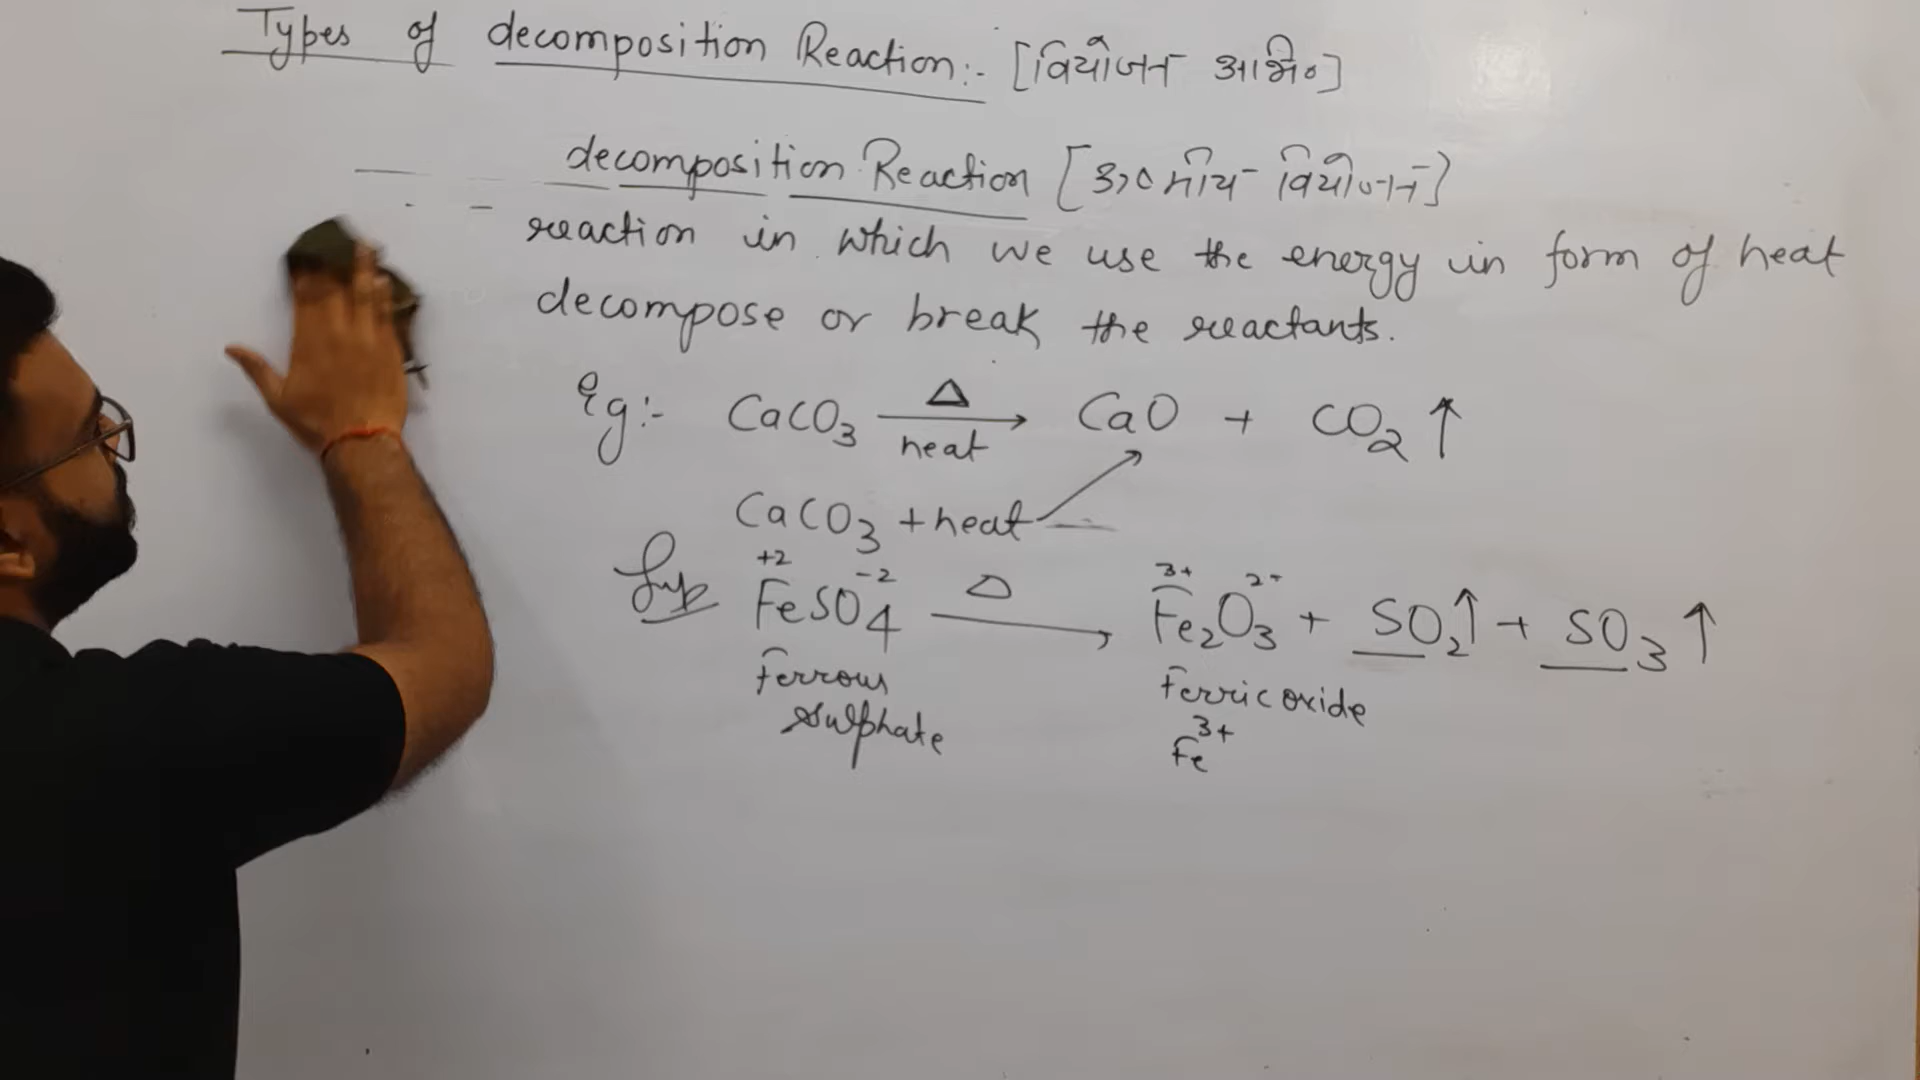 Types of decomposition Reaction:- [वियोजन अभि०]
decomposition Reaction [ऊष्मीय वियोजन]
reaction in which we use the energy in form of heat
decompose or break the reactants.
Eg:- CaCO3 →Δ heat CaO + CO2↑
CaCO3 + heat
+2 -2 Δ 3+ 2-
FeSO4 → Fe2O3 + SO2↑ + SO3↑
Ferrous Ferric oxide
Sulphate Fe3+